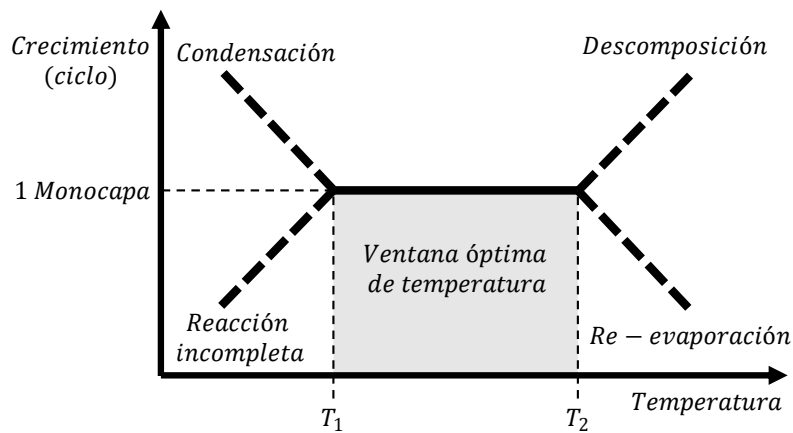 Crecimiento
(ciclo)
Condensación
Descomposición
1 Monocapa
Ventana óptima
de temperatura
Reacción
incompleta
Re − evaporación
T₁
T₂
Temperatura